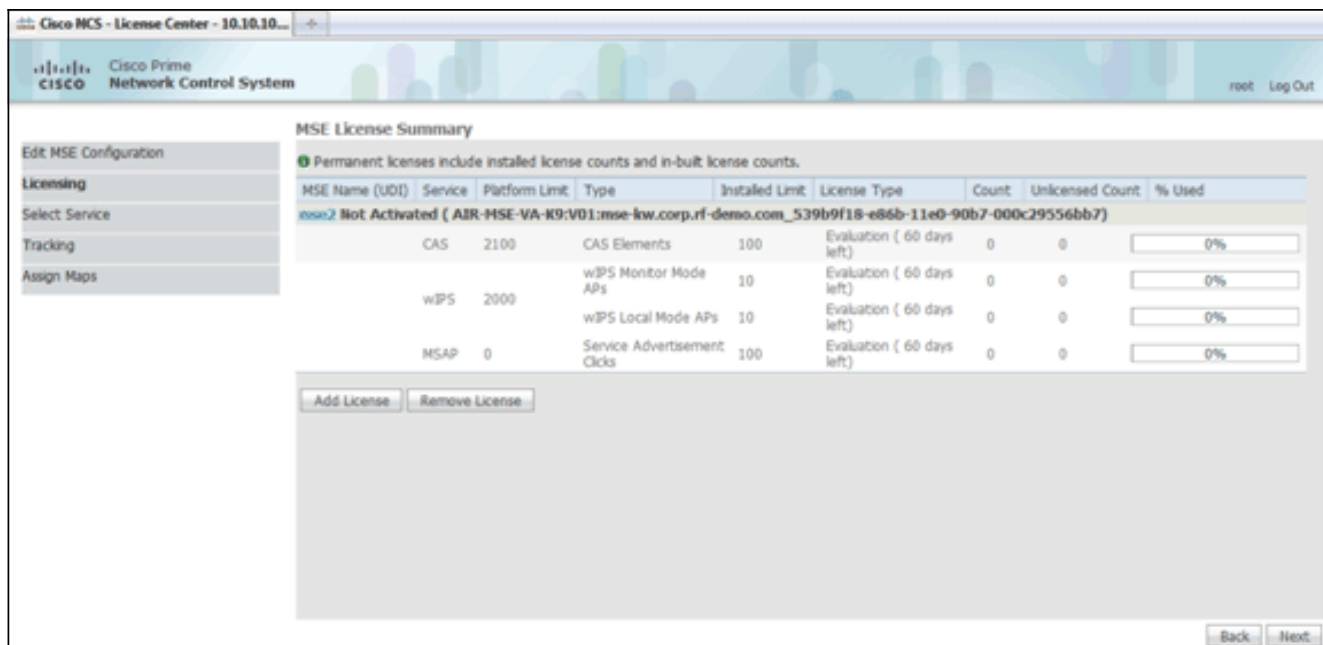 Cisco NCS - License Center - 10.10.10....
+
CISCO
Cisco Prime
Network Control System
root Log Out
Edit MSE Configuration
Licensing
Select Service
Tracking
Assign Maps
MSE License Summary
Permanent licenses include installed license counts and in-built license counts.
MSE Name (UDI) Service Platform Limit Type Installed Limit License Type Count Unlicensed Count % Used
mse2 Not Activated ( AIR-MSE-VA-K9:V01:mse-kw.corp.rf-demo.com_539b9f18-e86b-11e0-90b7-000c29556bb7)
CAS 2100 CAS Elements 100 Evaluation ( 60 days left) 0 0 0%
wIPS 2000 wIPS Monitor Mode APs 10 Evaluation ( 60 days left) 0 0 0%
wIPS Local Mode APs 10 Evaluation ( 60 days left) 0 0 0%
MSAP 0 Service Advertisement Clicks 100 Evaluation ( 60 days left) 0 0 0%
Add License Remove License
Back Next